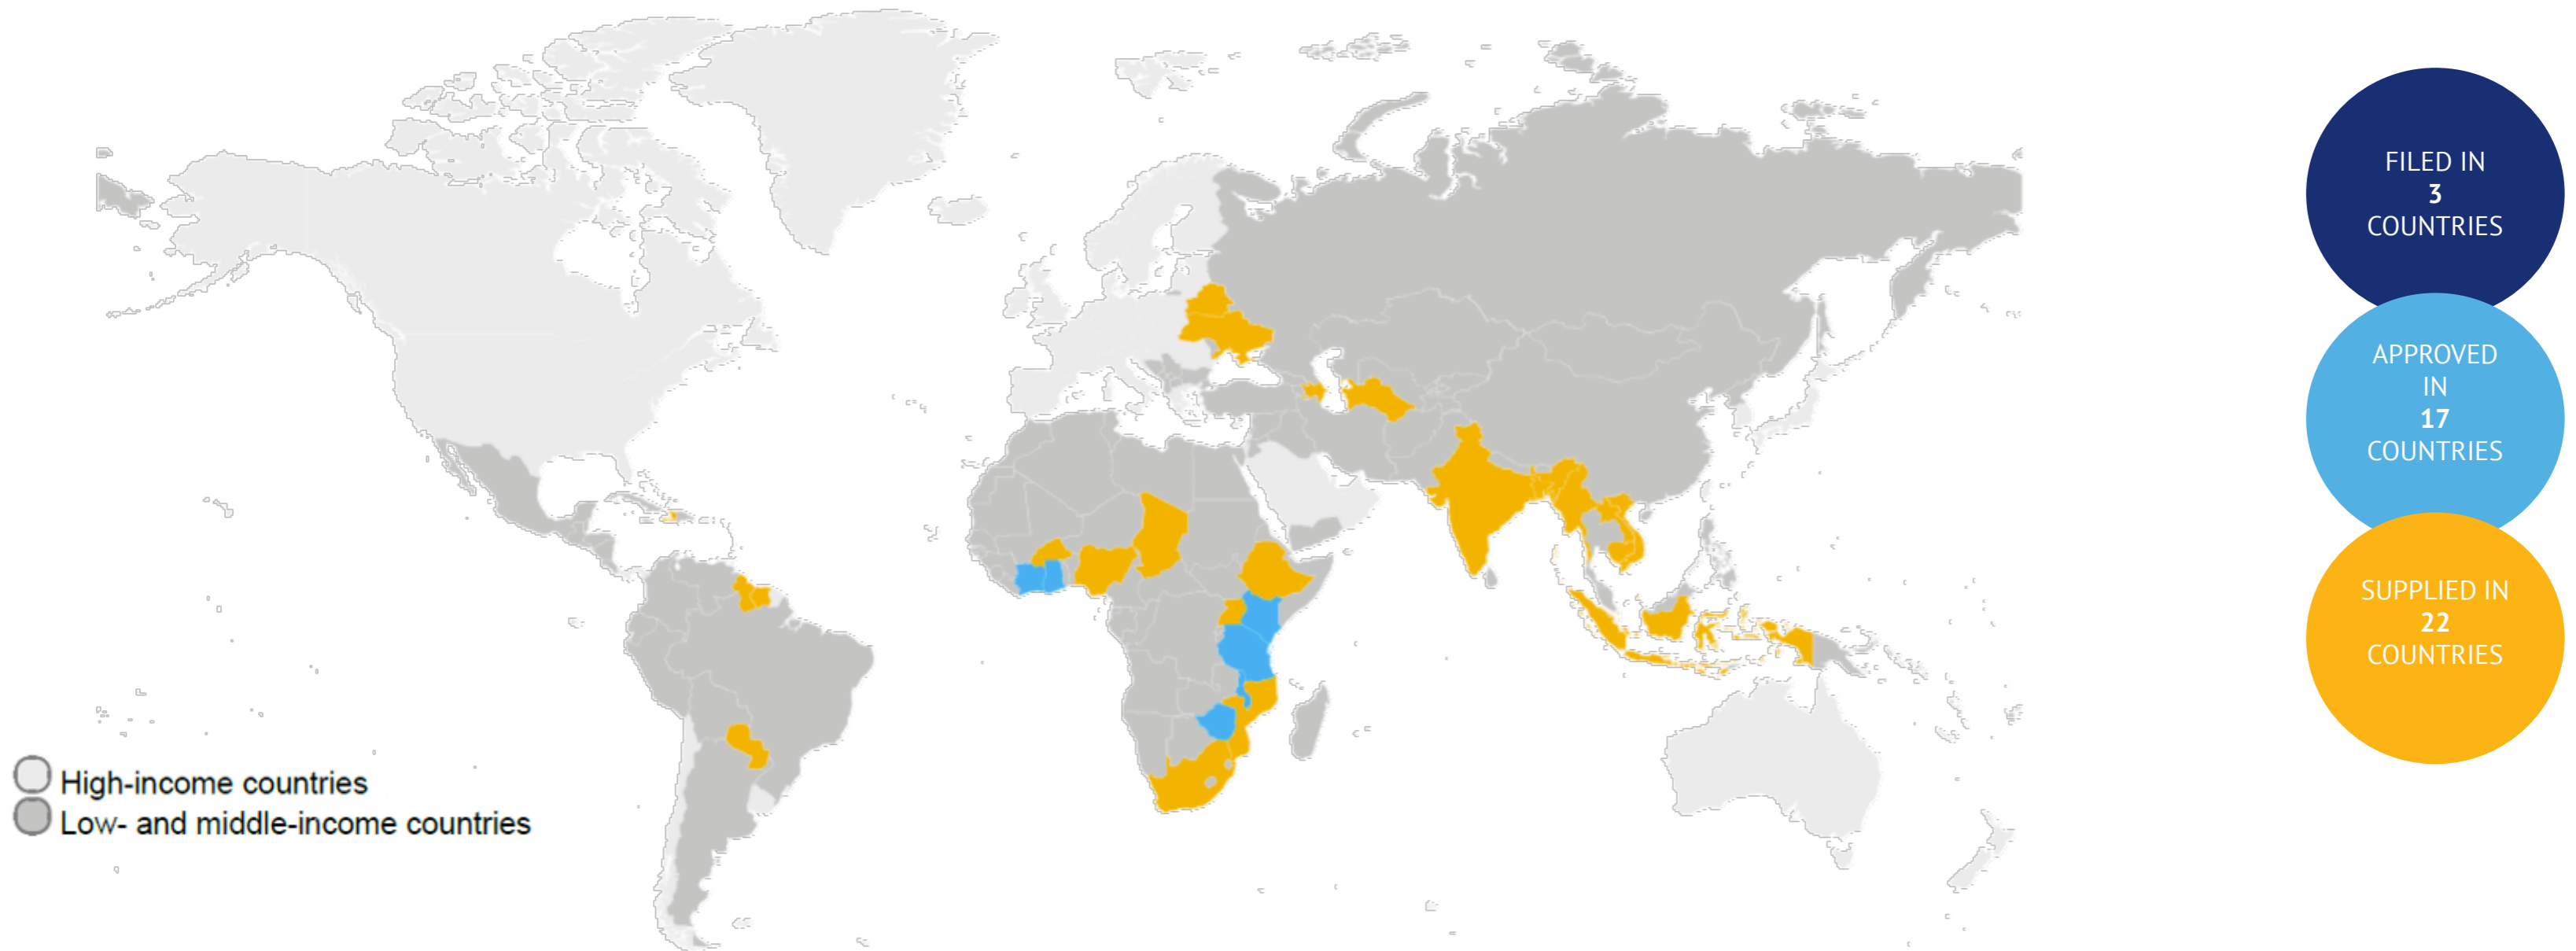 FILED IN
3
COUNTRIES
APPROVED
IN
17
COUNTRIES
SUPPLIED IN
22
COUNTRIES
High-income countries
Low- and middle-income countries